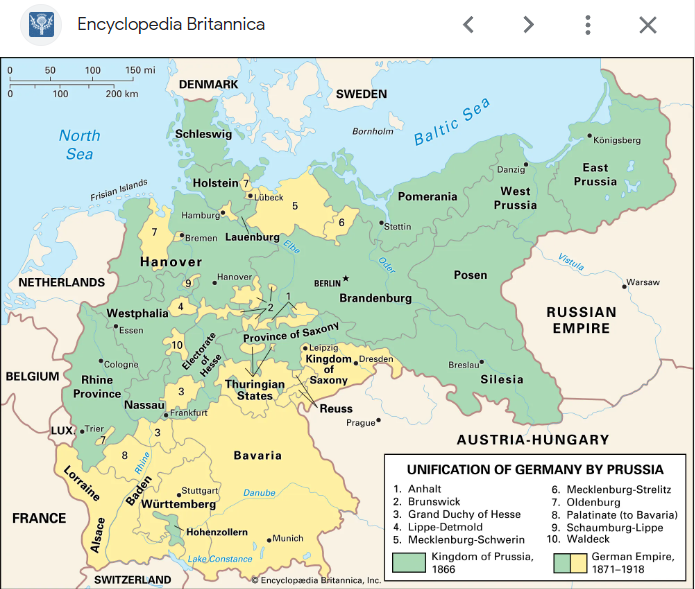 Encyclopedia Britannica
0 50 100 150 mi
0 100 200 km
DENMARK
SWEDEN
North
Sea
Schleswig
Bornholm
Baltic Sea
Königsberg
Danzig
East
Prussia
Frisian Islands
Holstein
7
Lübeck
Hamburg
5
6
Stettin
Pomerania
West
Prussia
7
Bremen
Lauenburg
Elbe
Hanover
Oder
Vistula
NETHERLANDS
9
Hanover
BERLIN
Brandenburg
Posen
Warsaw
Westphalia
4
2
1
RUSSIAN
EMPIRE
Essen
10
Electorate
of
Hesse
Province of Saxony
Leipzig
Kingdom
of
Saxony
Dresden
Breslau
Silesia
Cologne
BELGIUM
Rhine
Province
3
Thuringian
States
Nassau
Frankfurt
Reuss
Prague
LUX.
Trier
7
3
8
AUSTRIA-HUNGARY
Lorraine
Rhine
Baden
Bavaria
Stuttgart
Württemberg
Danube
FRANCE
Alsace
Hohenzollern
Munich
Lake Constance
SWITZERLAND
© Encyclopædia Britannica, Inc.
UNIFICATION OF GERMANY BY PRUSSIA
1. Anhalt
2. Brunswick
3. Grand Duchy of Hesse
4. Lippe-Detmold
5. Mecklenburg-Schwerin
6. Mecklenburg-Strelitz
7. Oldenburg
8. Palatinate (to Bavaria)
9. Schaumburg-Lippe
10. Waldeck
Kingdom of Prussia,
1866
German Empire,
1871–1918